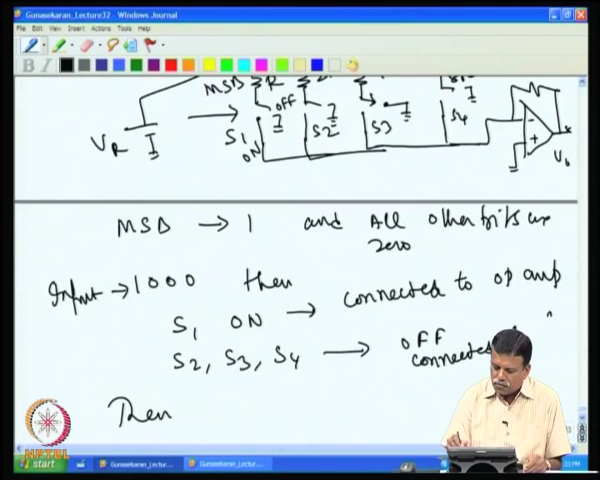 Gunasekaran_Lecture32 - Windows Journal
File Edit View Insert Actions Tools Help
B I
MSB R 2R
OFF
S1 S2 S3 S4
ON
VR I
V0
MSB → 1 and All other bits are
zero
Input → 1000 then
S1 ON → connected to op amp
S2, S3, S4 → OFF
connected
Then
NPTEL
start Gunasekaran_Lectur... Gunasekaran_Lectur...